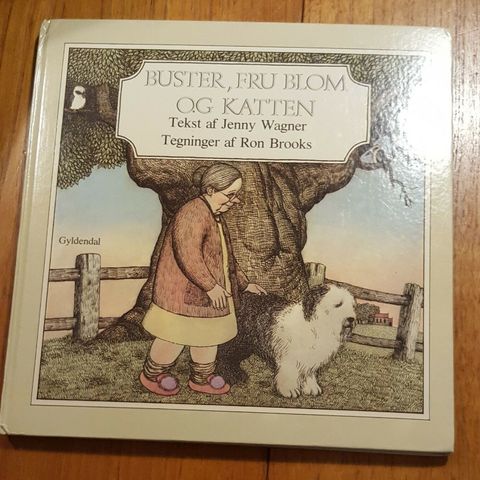 BUSTER, FRU BLOM
OG KATTEN
Tekst af Jenny Wagner
Tegninger af Ron Brooks
Gyldendal